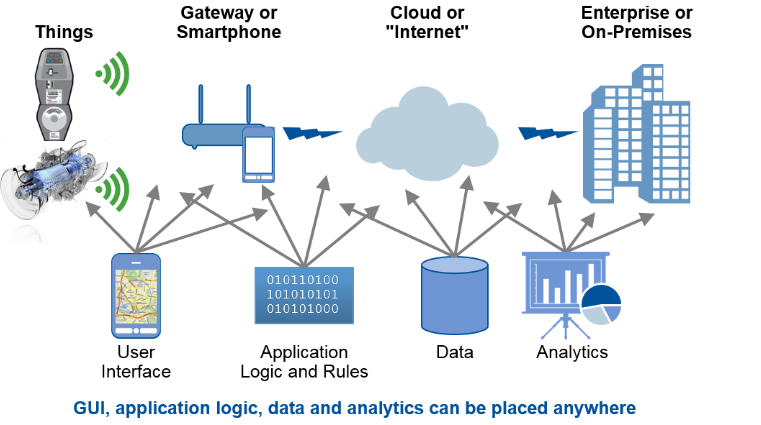 Things
Gateway or
Smartphone
Cloud or
"Internet"
Enterprise or
On-Premises
010110100
101010101
010101000
User
Interface
Application
Logic and Rules
Data
Analytics
GUI, application logic, data and analytics can be placed anywhere